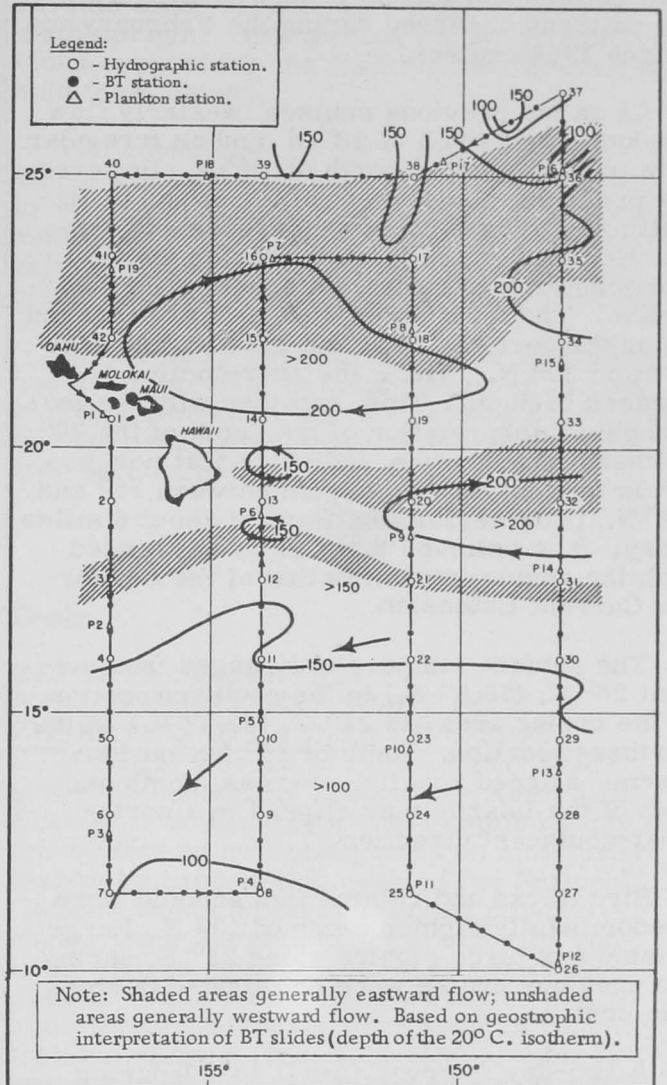 Legend:
○ - Hydrographic station.
● - BT station.
△ - Plankton station.
37
150
100
150
150
150
100
40
P18
39
38
P17
P16
36
25°
41
P19
P7
16
17
35
200
42
15
P8
18
34
OAHU
MOLOKAI
MAUI
>200
P15
P1
1
200
14
19
33
20°
HAWAII
150
200
2
13
20
32
P6
150
P9
>200
3
12
>150
21
P14
31
P2
4
11
150
22
30
15°
P5
5
10
23
29
P10
P13
>100
6
9
24
28
P3
100
7
P4
8
25
P11
27
10°
P12
26
Note: Shaded areas generally eastward flow; unshaded
areas generally westward flow. Based on geostrophic
interpretation of BT slides (depth of the 20° C. isotherm).
155°
150°